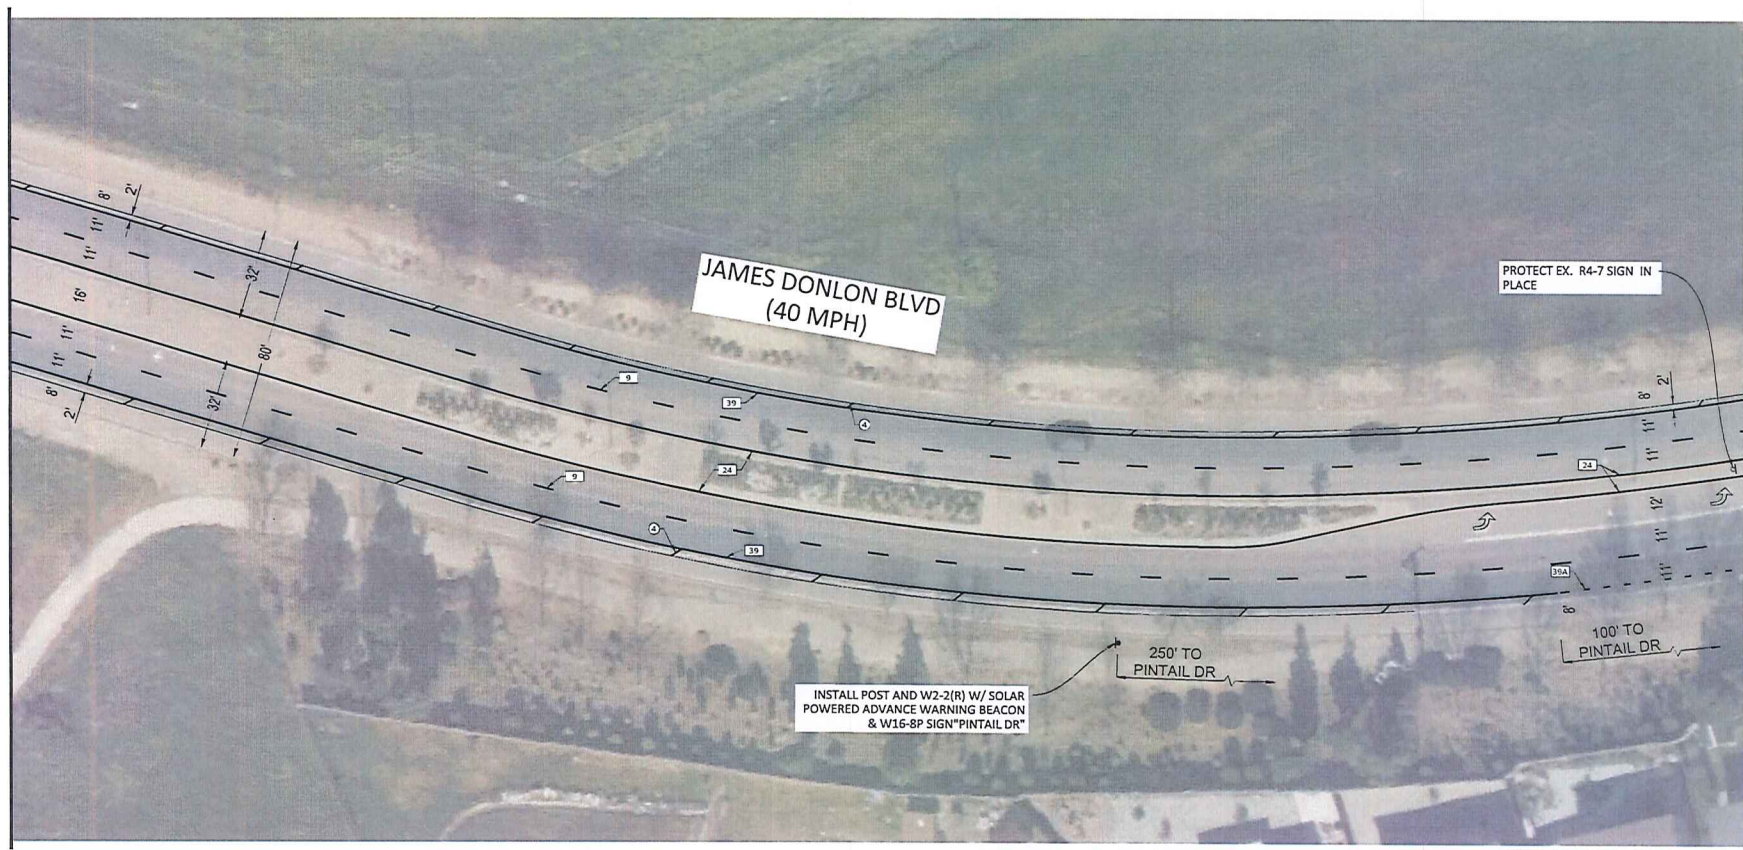 JAMES DONLON BLVD
(40 MPH)
PROTECT EX. R4-7 SIGN IN
PLACE
8'
2'
11'
11'
16'
11'
11'
8'
2'
32'
80'
32'
9
39
4
24
9
4
39
24
8'
2'
11'
11'
12'
11'
11'
8'
39A
250' TO
PINTAIL DR
100' TO
PINTAIL DR
INSTALL POST AND W2-2(R) W/ SOLAR
POWERED ADVANCE WARNING BEACON
& W16-8P SIGN"PINTAIL DR"